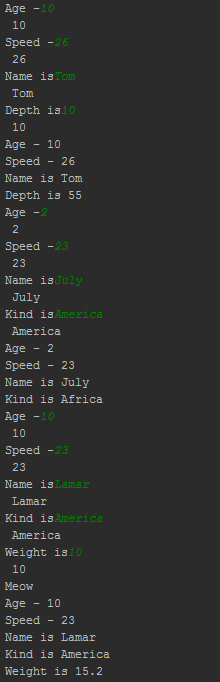 Age -10
10
Speed -26
26
Name isTom
Tom
Depth is10
10
Age - 10
Speed - 26
Name is Tom
Depth is 55
Age -2
2
Speed -23
23
Name isJuly
July
Kind isAmerica
America
Age - 2
Speed - 23
Name is July
Kind is Africa
Age -10
10
Speed -23
23
Name isLamar
Lamar
Kind isAmerica
America
Weight is10
10
Meow
Age - 10
Speed - 23
Name is Lamar
Kind is America
Weight is 15.2